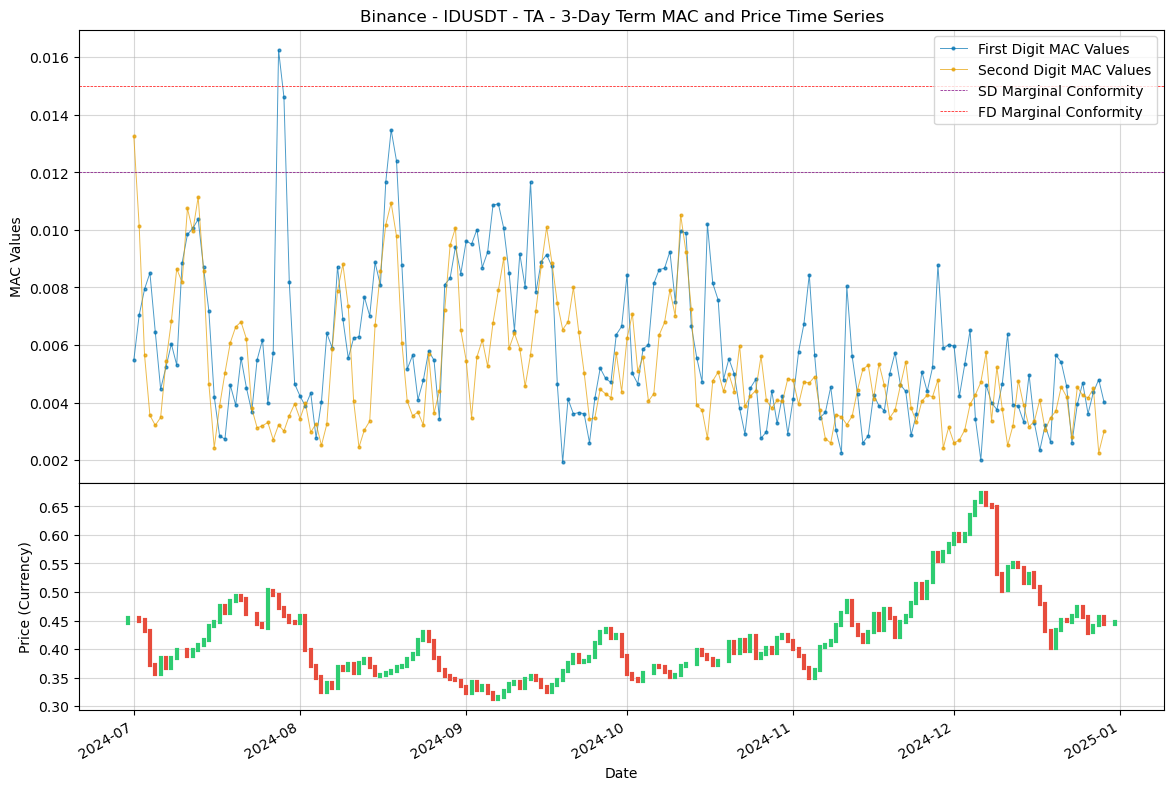 Binance - IDUSDT - TA - 3-Day Term MAC and Price Time Series
First Digit MAC Values
Second Digit MAC Values
SD Marginal Conformity
FD Marginal Conformity
MAC Values
0.016
0.014
0.012
0.010
0.008
0.006
0.004
0.002
Price (Currency)
0.65
0.60
0.55
0.50
0.45
0.40
0.35
0.30
2024-07
2024-08
2024-09
2024-10
2024-11
2024-12
2025-01
Date